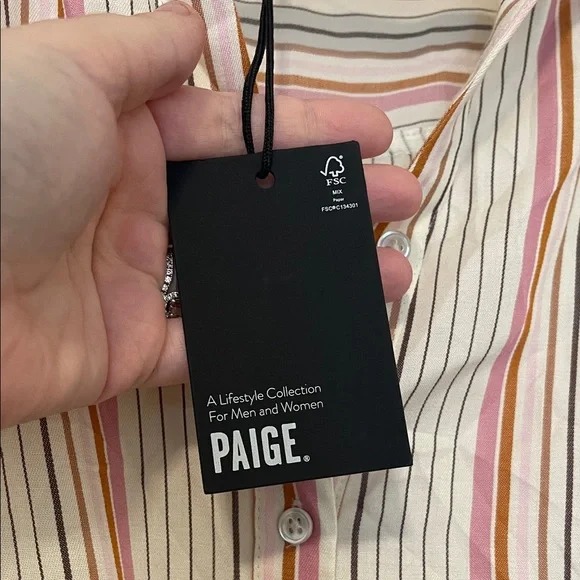 FSC
MIX
Paper
FSC® C134301
A Lifestyle Collection
For Men and Women
PAIGE®